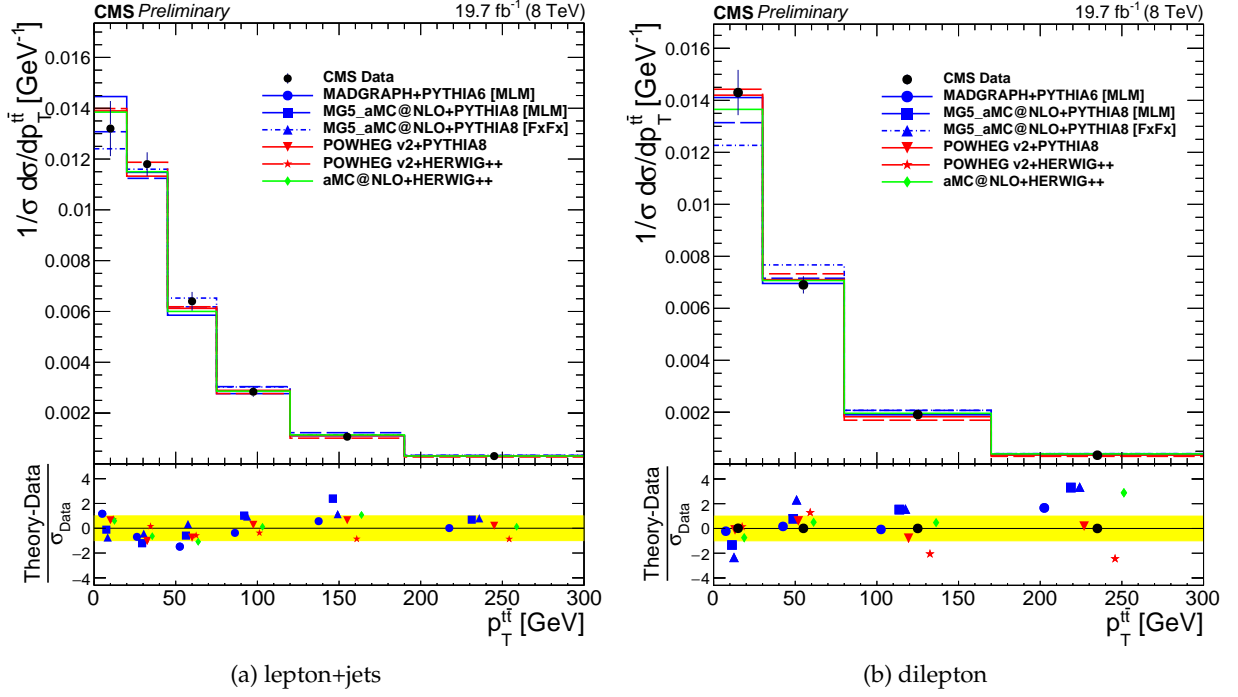 CMS Preliminary 19.7 fb-1 (8 TeV)
1/σ dσ/dp_T^{tt̄} [GeV-1]
0.016
0.014
0.012
0.01
0.008
0.006
0.004
0.002
CMS Data
MADGRAPH+PYTHIA6 [MLM]
MG5_aMC@NLO+PYTHIA8 [MLM]
MG5_aMC@NLO+PYTHIA8 [FxFx]
POWHEG v2+PYTHIA8
POWHEG v2+HERWIG++
aMC@NLO+HERWIG++
Theory-Data
σ_Data
4
2
0
−2
−4
0 50 100 150 200 250 300
p_T^{tt̄} [GeV]
(a) lepton+jets
CMS Preliminary 19.7 fb-1 (8 TeV)
1/σ dσ/dp_T^{tt̄} [GeV-1]
0.016
0.014
0.012
0.01
0.008
0.006
0.004
0.002
CMS Data
MADGRAPH+PYTHIA6 [MLM]
MG5_aMC@NLO+PYTHIA8 [MLM]
MG5_aMC@NLO+PYTHIA8 [FxFx]
POWHEG v2+PYTHIA8
POWHEG v2+HERWIG++
aMC@NLO+HERWIG++
Theory-Data
σ_Data
4
2
0
−2
−4
0 50 100 150 200 250 300
p_T^{tt̄} [GeV]
(b) dilepton